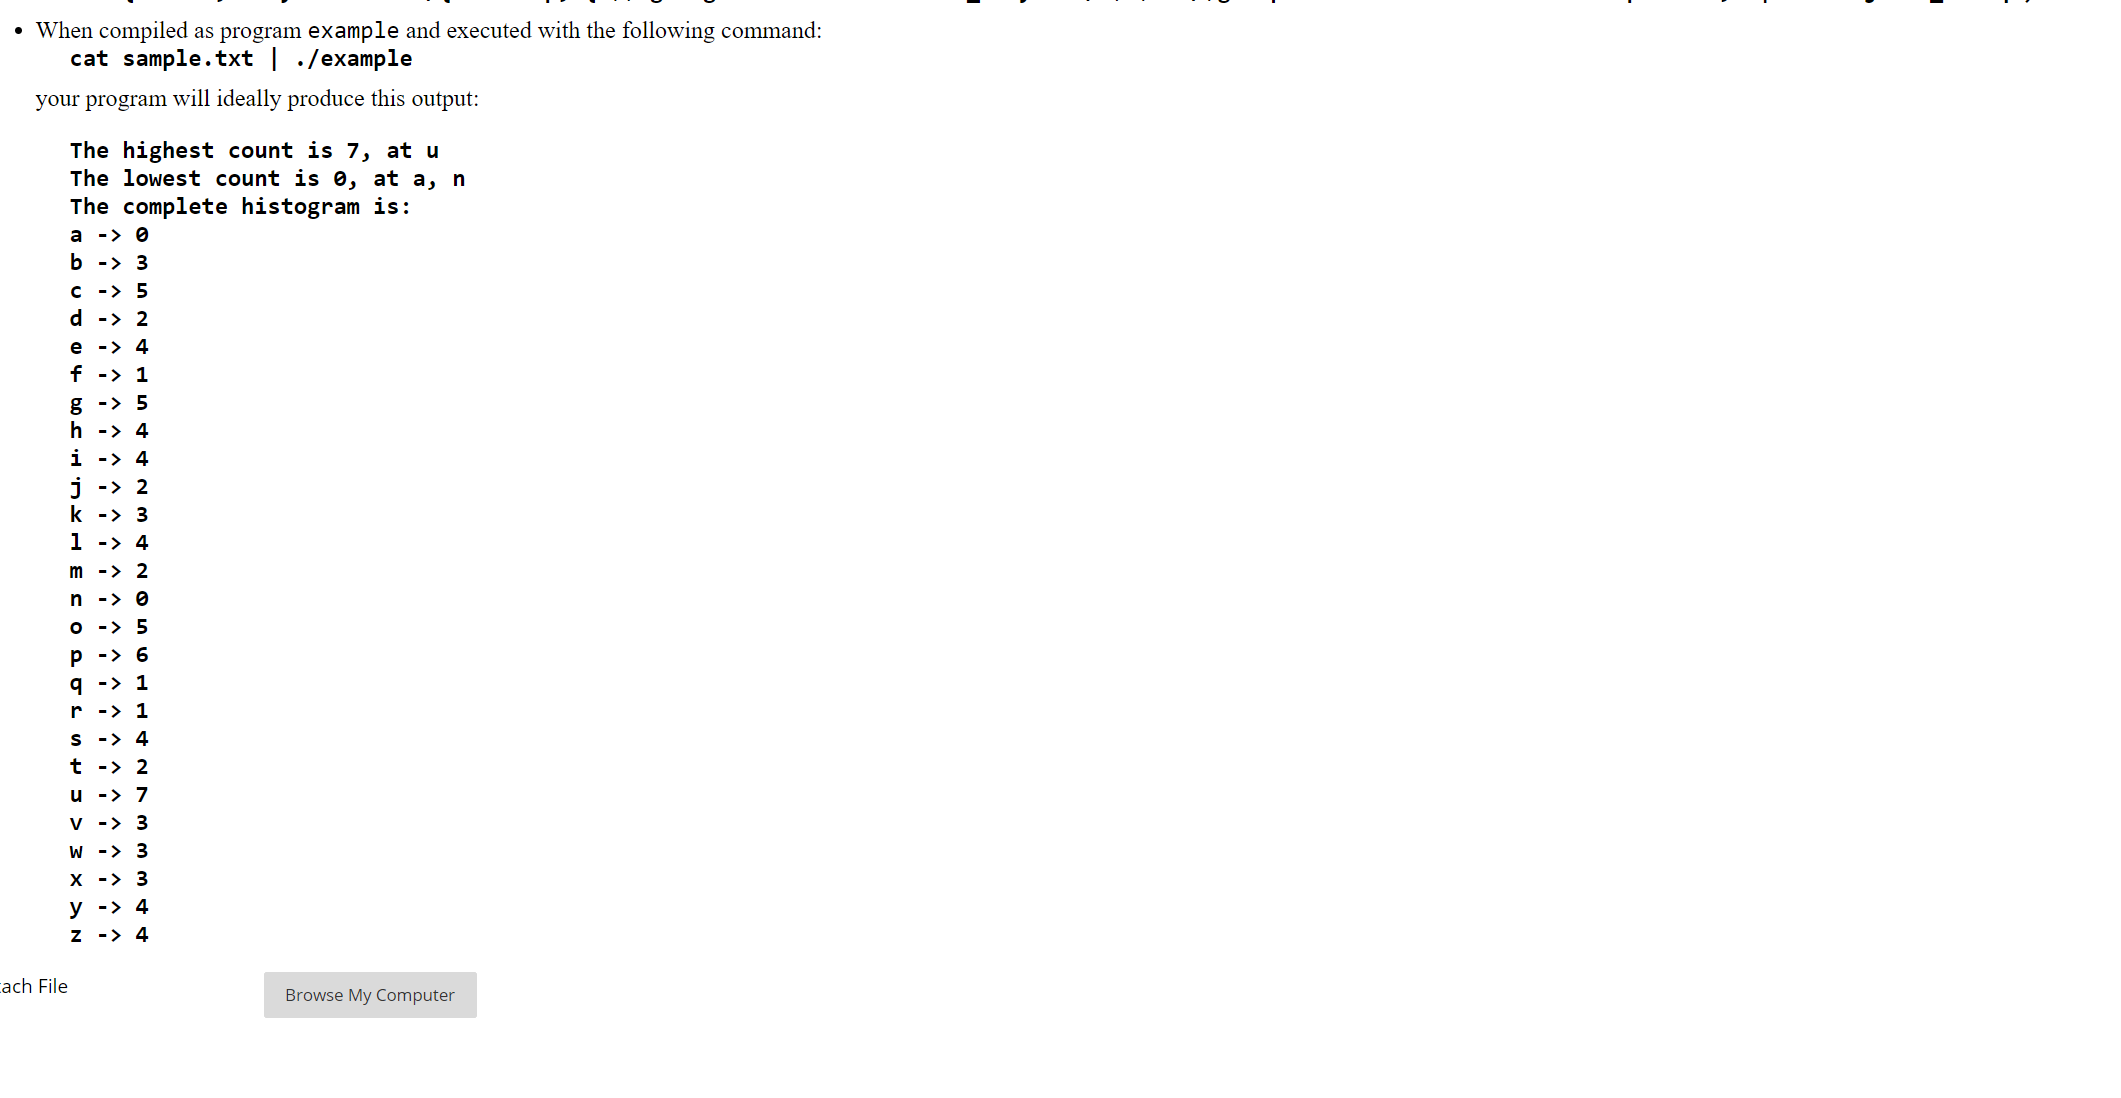 When compiled as program example and executed with the following command:
cat sample.txt | ./example
your program will ideally produce this output:
The highest count is 7, at u
The lowest count is 0, at a, n
The complete histogram is:
a -> 0
b -> 3
c -> 5
d -> 2
e -> 4
f -> 1
g -> 5
h -> 4
i -> 4
j -> 2
k -> 3
l -> 4
m -> 2
n -> 0
o -> 5
p -> 6
q -> 1
r -> 1
s -> 4
t -> 2
u -> 7
v -> 3
w -> 3
x -> 3
y -> 4
z -> 4
ach File
Browse My Computer